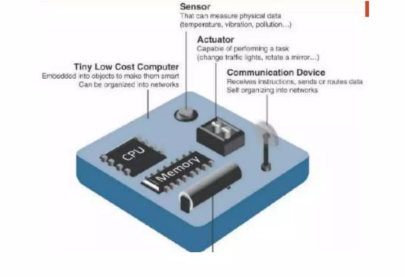 Sensor
That can measure physical data
(temperature, vibration, pollution...)
Actuator
Capable of performing a task
(change traffic lights, rotate a mirror...)
Tiny Low Cost Computer
Embedded into objects to make them smart
Can be organized into networks
Communication Device
Receives instructions, sends or routes data
Self organizing into networks
CPU
Memory